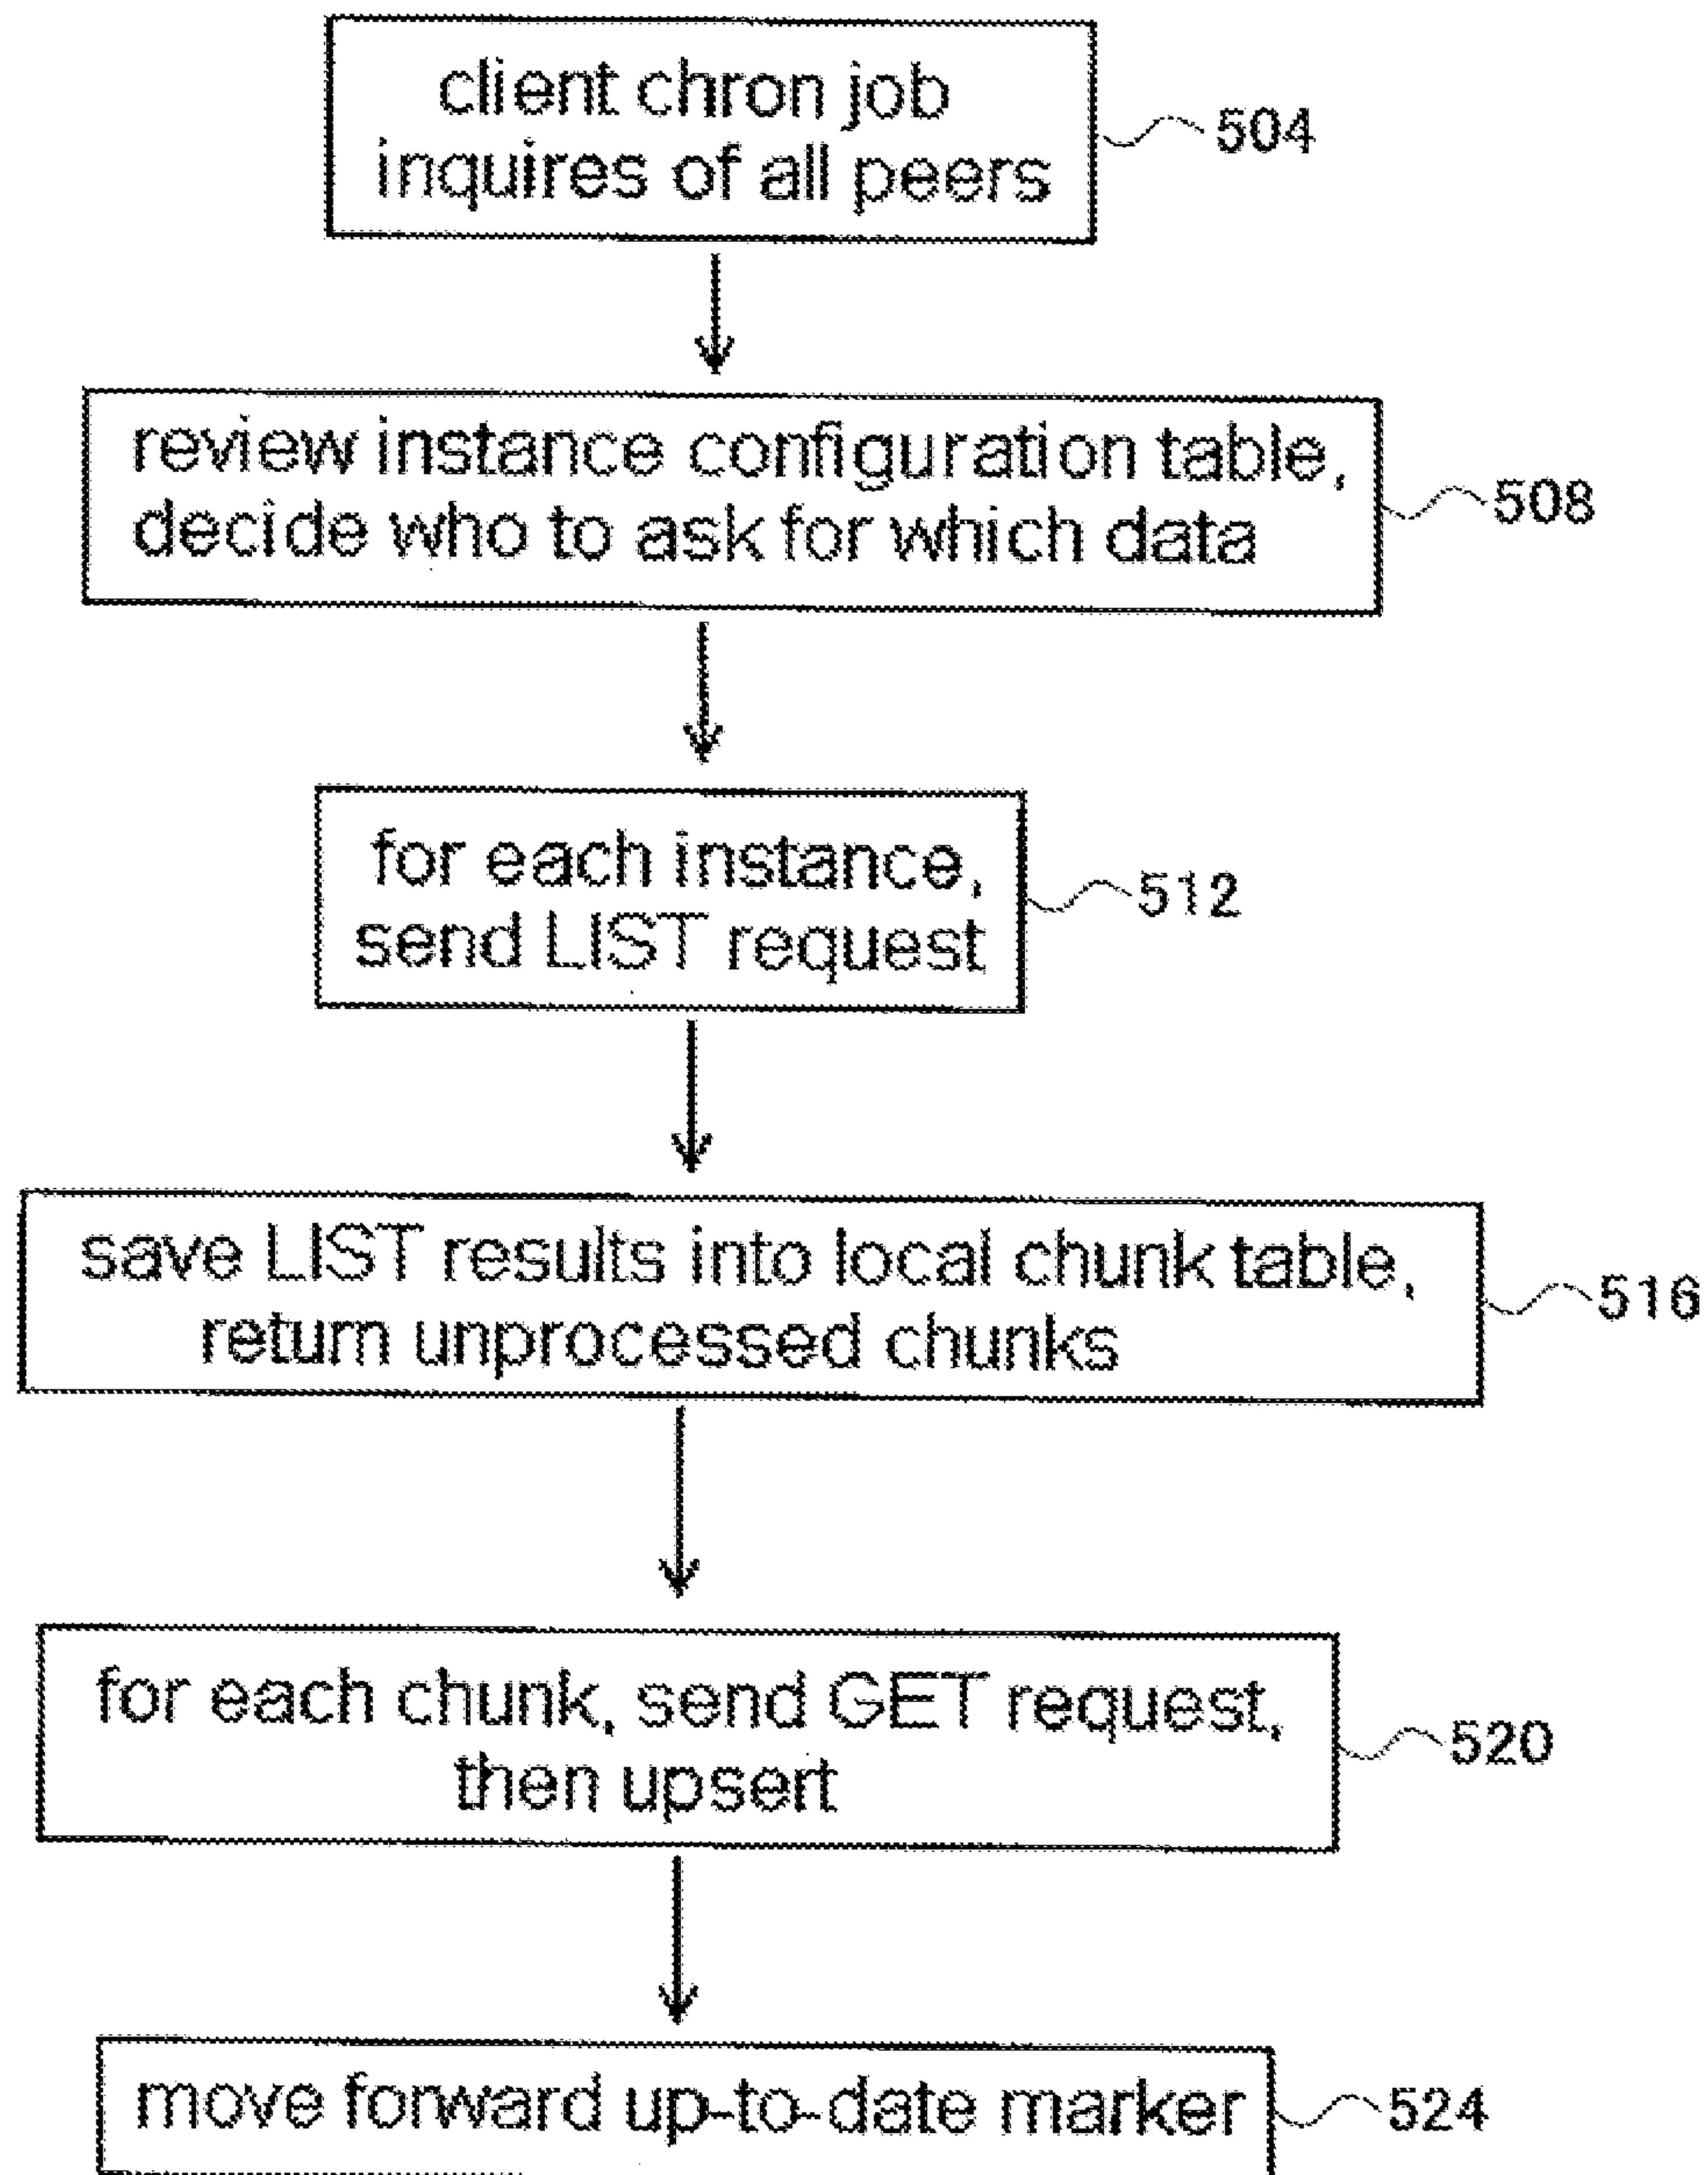 client chron job
inquires of all peers
504
review instance configuration table,
decide who to ask for which data
508
for each instance,
send LIST request
512
save LIST results into local chunk table,
return unprocessed chunks
516
for each chunk, send GET request,
then upsert
520
move forward up-to-date marker
524